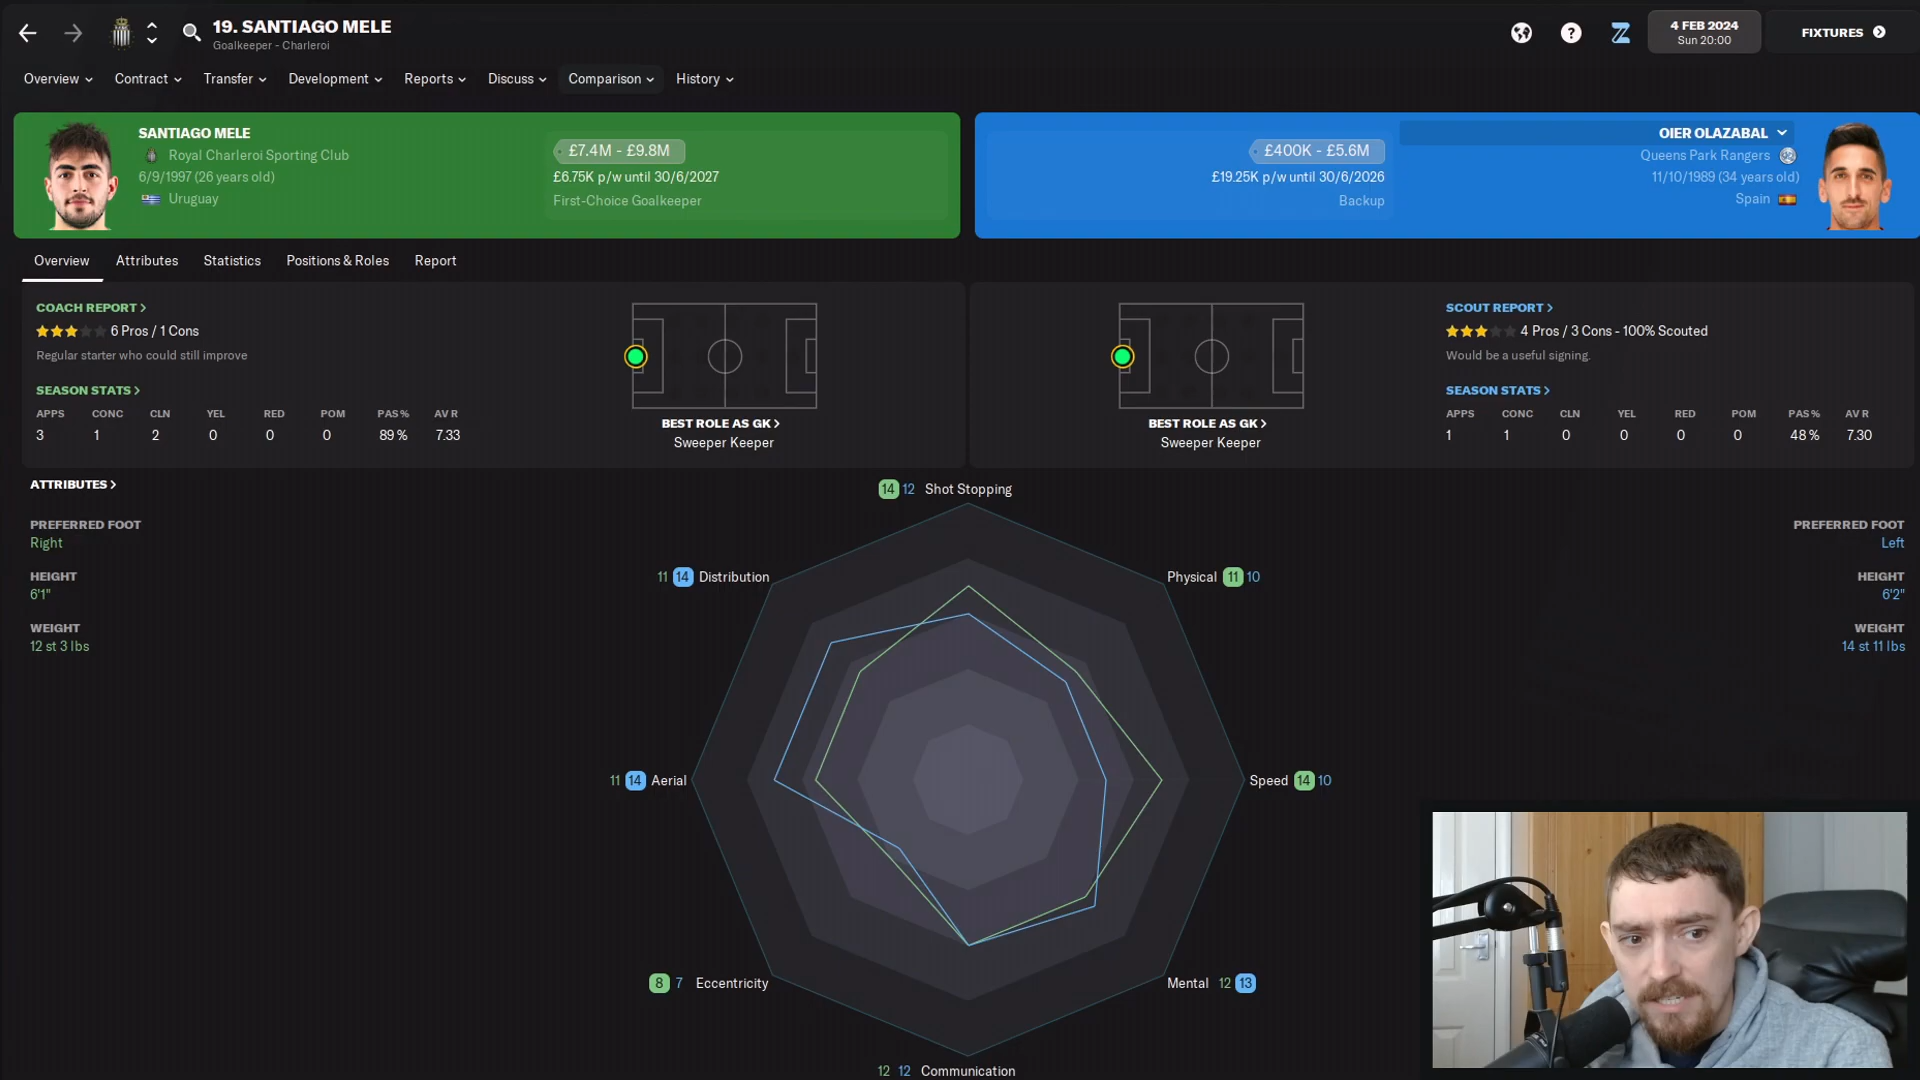 19. SANTIAGO MELE
Goalkeeper - Charleroi
4 FEB 2024
Sun 20:00
FIXTURES
Overview Contract Transfer Development Reports Discuss Comparison History
SANTIAGO MELE
Royal Charleroi Sporting Club
6/9/1997 (26 years old)
Uruguay
£7.4M - £9.8M
£6.75K p/w until 30/6/2027
First-Choice Goalkeeper
£400K - £5.6M
£19.25K p/w until 30/6/2026
Backup
OIER OLAZABAL
Queens Park Rangers
11/10/1989 (34 years old)
Spain
Overview Attributes Statistics Positions & Roles Report
COACH REPORT >
6 Pros / 1 Cons
Regular starter who could still improve
SEASON STATS >
APPS CONC CLN YEL RED POM PAS % AV R
3 1 2 0 0 0 89 % 7.33
BEST ROLE AS GK >
Sweeper Keeper
BEST ROLE AS GK >
Sweeper Keeper
SCOUT REPORT >
4 Pros / 3 Cons - 100% Scouted
Would be a useful signing.
SEASON STATS >
APPS CONC CLN YEL RED POM PAS % AV R
1 1 0 0 0 0 48 % 7.30
ATTRIBUTES >
PREFERRED FOOT
Right
HEIGHT
6'1"
WEIGHT
12 st 3 lbs
14 12 Shot Stopping
11 14 Distribution
Physical 11 10
11 14 Aerial
Speed 14 10
8 7 Eccentricity
Mental 12 13
12 12 Communication
PREFERRED FOOT
Left
HEIGHT
6'2"
WEIGHT
14 st 11 lbs